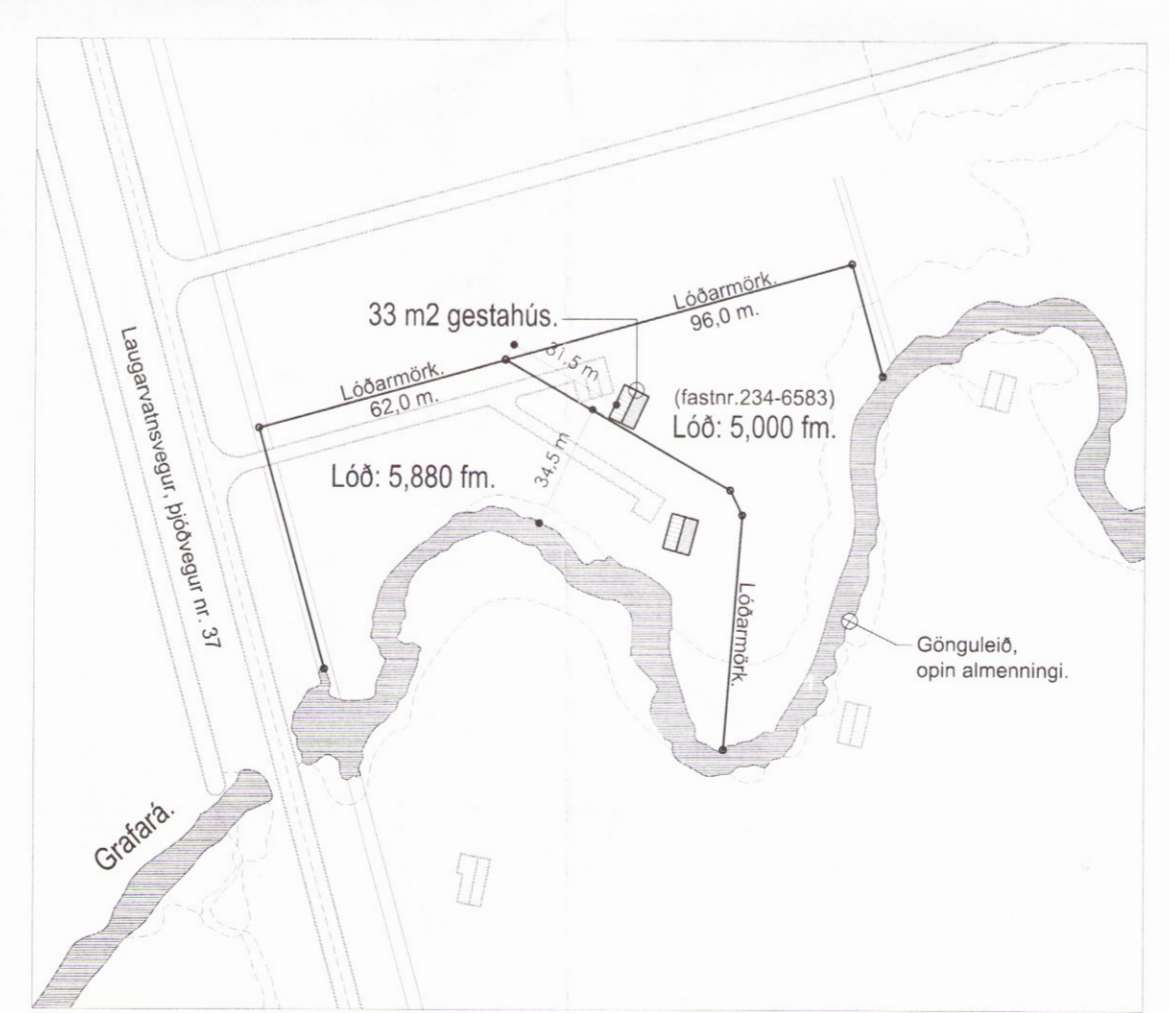 33 m2 gestahús.
Lóðarmörk.
96,0 m.
31,5 m
Lóðarmörk.
62,0 m.
(fastnr.234-6583)
Lóð: 5,000 fm.
34,5 m
Lóð: 5,880 fm.
Laugarvatnsvegur, þjóðvegur nr. 37
Lóðarmörk.
Gönguleið,
opin almenningi.
Grafará.